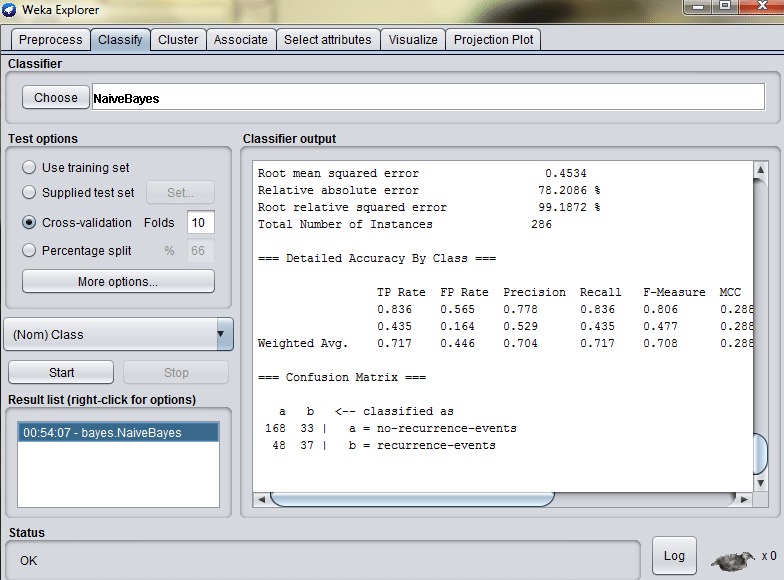 Weka Explorer
Preprocess Classify Cluster Associate Select attributes Visualize Projection Plot
Classifier
Choose NaiveBayes
Test options
Use training set
Supplied test set Set...
Cross-validation Folds 10
Percentage split % 66
More options...
(Nom) Class
Start Stop
Result list (right-click for options)
00:54:07 - bayes.NaiveBayes
Classifier output
Root mean squared error 0.4534
Relative absolute error 78.2086 %
Root relative squared error 99.1872 %
Total Number of Instances 286
=== Detailed Accuracy By Class ===
TP Rate FP Rate Precision Recall F-Measure MCC
0.836 0.565 0.778 0.836 0.806 0.288
0.435 0.164 0.529 0.435 0.477 0.288
Weighted Avg. 0.717 0.446 0.704 0.717 0.708 0.288
=== Confusion Matrix ===
a b <-- classified as
168 33 | a = no-recurrence-events
48 37 | b = recurrence-events
Status
OK
Log x 0